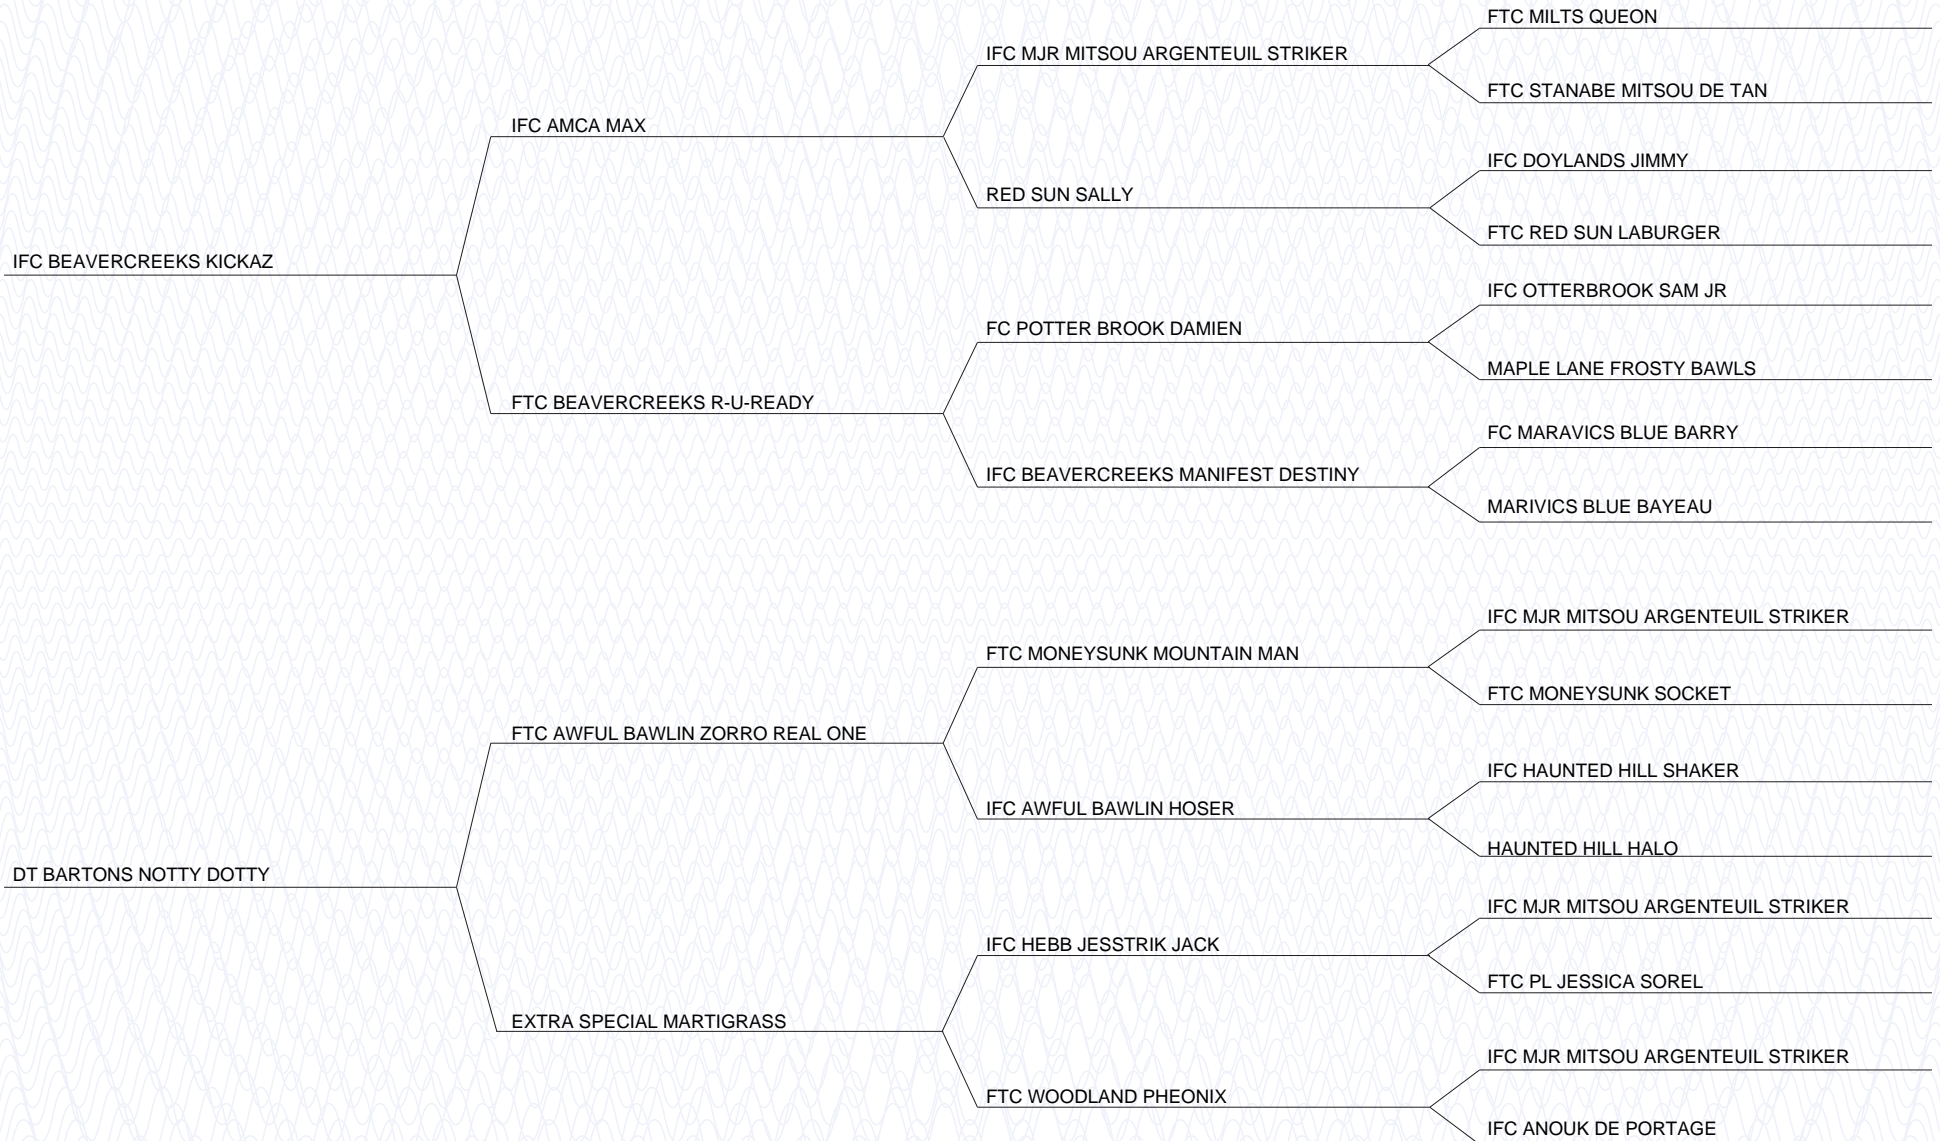 FTC MILTS QUEON
IFC MJR MITSOU ARGENTEUIL STRIKER
FTC STANABE MITSOU DE TAN
IFC AMCA MAX
IFC DOYLANDS JIMMY
RED SUN SALLY
FTC RED SUN LABURGER
IFC BEAVERCREEKS KICKAZ
IFC OTTERBROOK SAM JR
FC POTTER BROOK DAMIEN
MAPLE LANE FROSTY BAWLS
FTC BEAVERCREEKS R-U-READY
FC MARAVICS BLUE BARRY
IFC BEAVERCREEKS MANIFEST DESTINY
MARIVICS BLUE BAYEAU
IFC MJR MITSOU ARGENTEUIL STRIKER
FTC MONEYSUNK MOUNTAIN MAN
FTC MONEYSUNK SOCKET
FTC AWFUL BAWLIN ZORRO REAL ONE
IFC HAUNTED HILL SHAKER
IFC AWFUL BAWLIN HOSER
HAUNTED HILL HALO
DT BARTONS NOTTY DOTTY
IFC MJR MITSOU ARGENTEUIL STRIKER
IFC HEBB JESSTRIK JACK
FTC PL JESSICA SOREL
EXTRA SPECIAL MARTIGRASS
IFC MJR MITSOU ARGENTEUIL STRIKER
FTC WOODLAND PHEONIX
IFC ANOUK DE PORTAGE